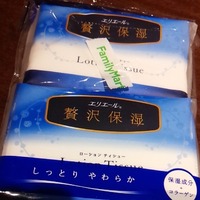 エリエール
贅沢保湿
FamilyMart
エリエール
贅沢保湿
ローション ティシュー
しっとり やわらか
保湿成分
+
コラーゲン